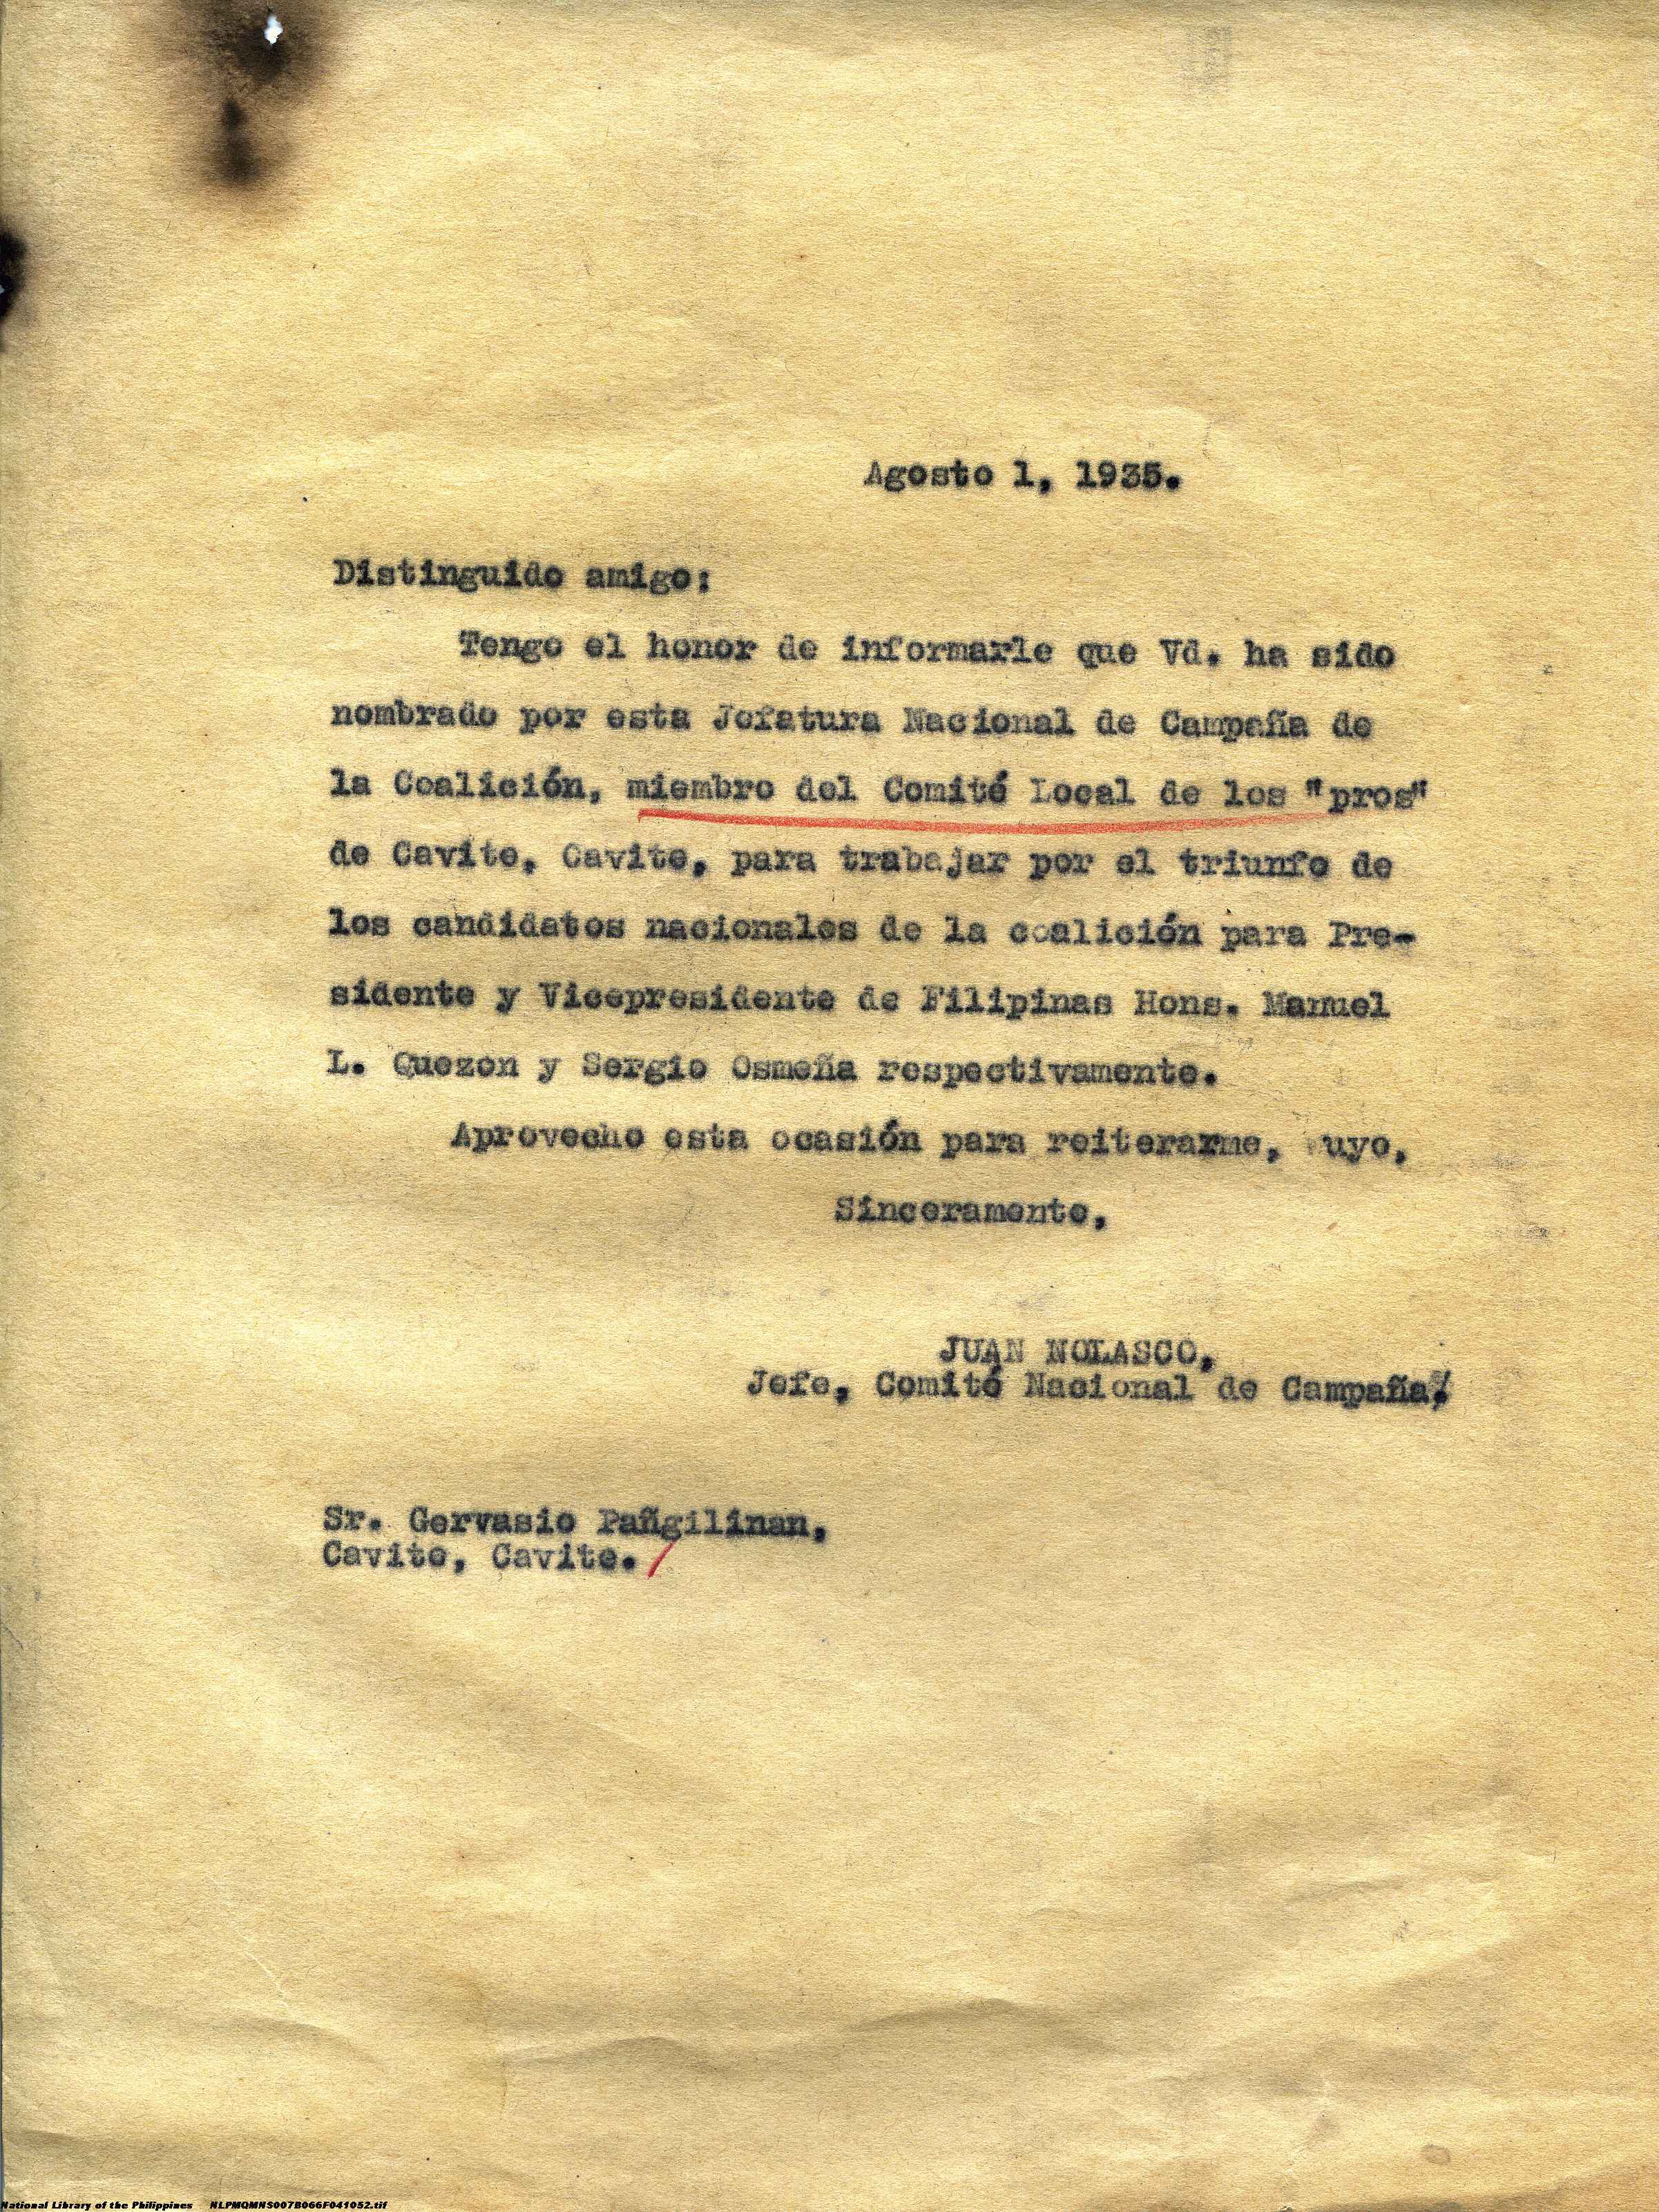 Agosto 1, 1935.
Distinguido amigo:
Tengo el honor de informarle que Vd. ha sido
nombrado por esta Jefatura Nacional de Campaña de
la Coalición, miembro del Comité Local de los "pros"
de Cavite, Cavite, para trabajar por el triunfo de
los candidatos nacionales de la coalición para Pre-
sidente y Vicepresidente de Filipinas Hons. Manuel
L. Quezon y Sergio Osmeña respectivamente.
Aprovecho esta ocasión para reiterarme, uyo,
Sinceramente,
JUAN NOLASCO,
Jefe, Comité Nacional de Campaña,
Sr. Gervasio Pañgilinan,
Cavite, Cavite.
National Library of the Philippines NLPMQMNS007B066F041052.tif